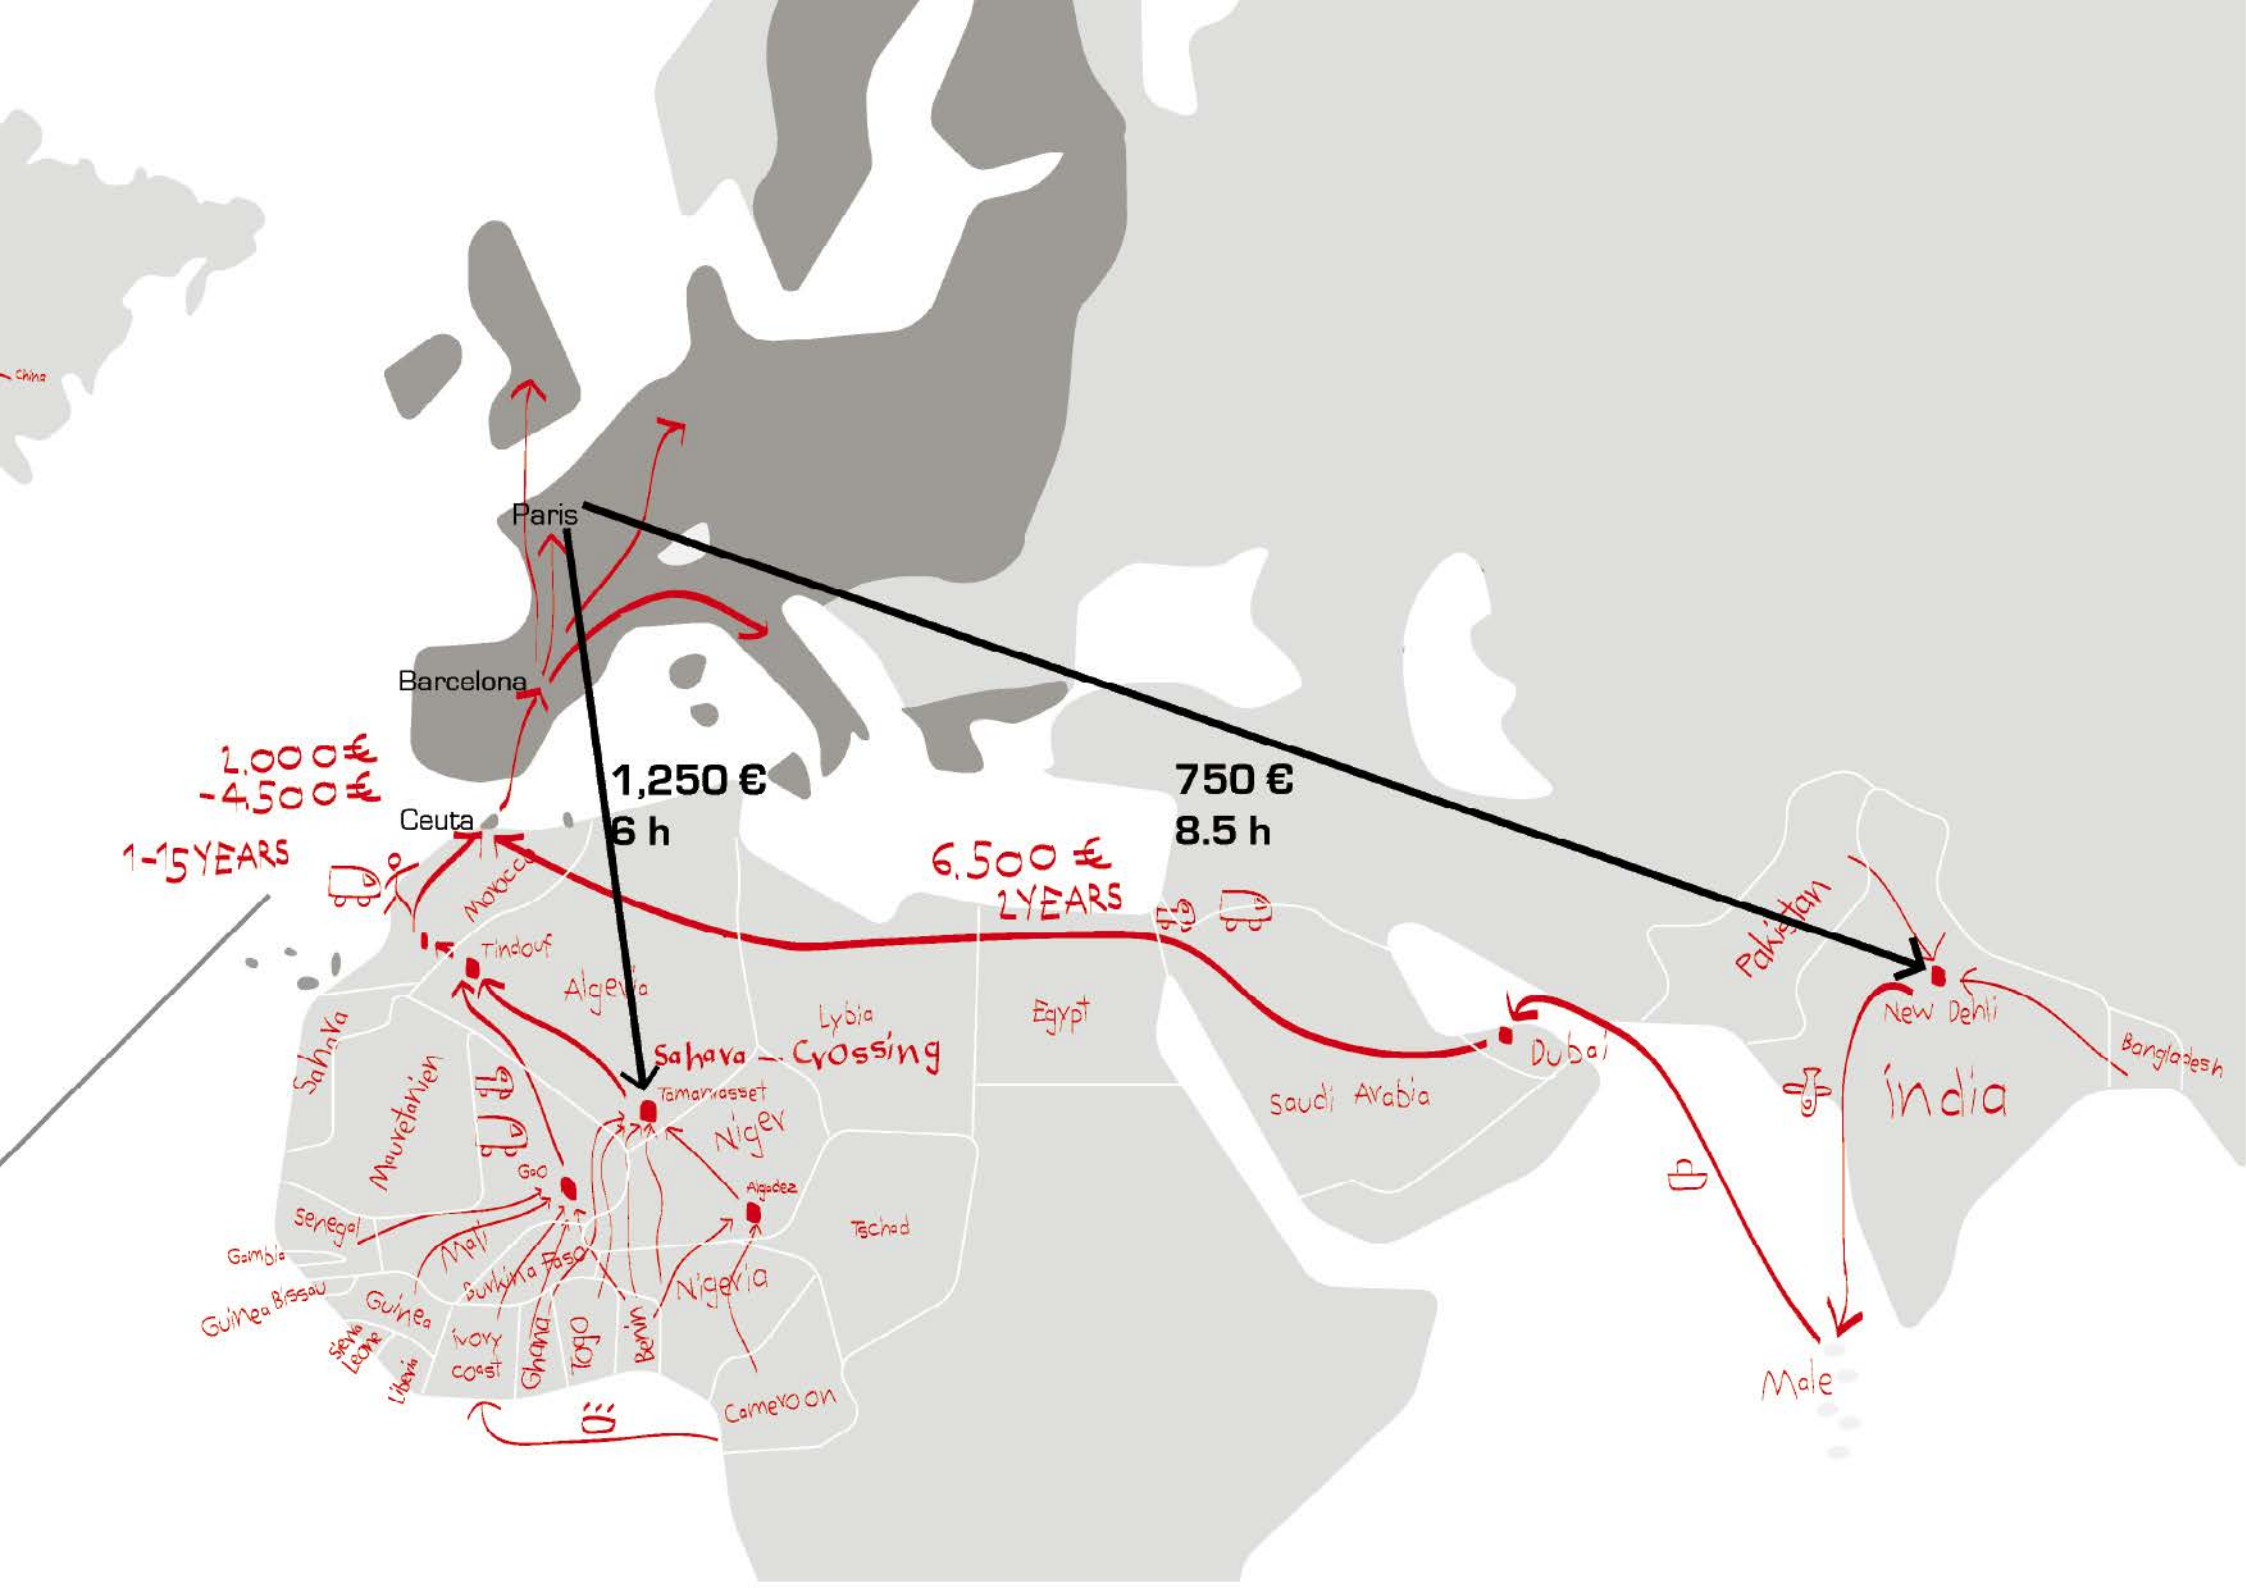 China
Paris
Barcelona
2.000€
-4.500€
Ceuta
1-15 YEARS
1,250 €
6 h
750 €
8.5 h
6.500 €
2 YEARS
Morocco
Tindouf
Algeria
Lybia
Egypt
Pakistan
New Dehli
india
Bangladesh
Dubai
Saudi Arabia
Male
Sahara
Mauretanien
Sahara - Crossing
Tamanrasset
Niger
Gao
Algadez
Tschad
Senegal
Gambia
Mali
Burkina Faso
Guinea Bissau
Guinea
Nigeria
Sierra
Leone
Liberia
ivory
coast
Ghana
Togo
Benin
Cameroon